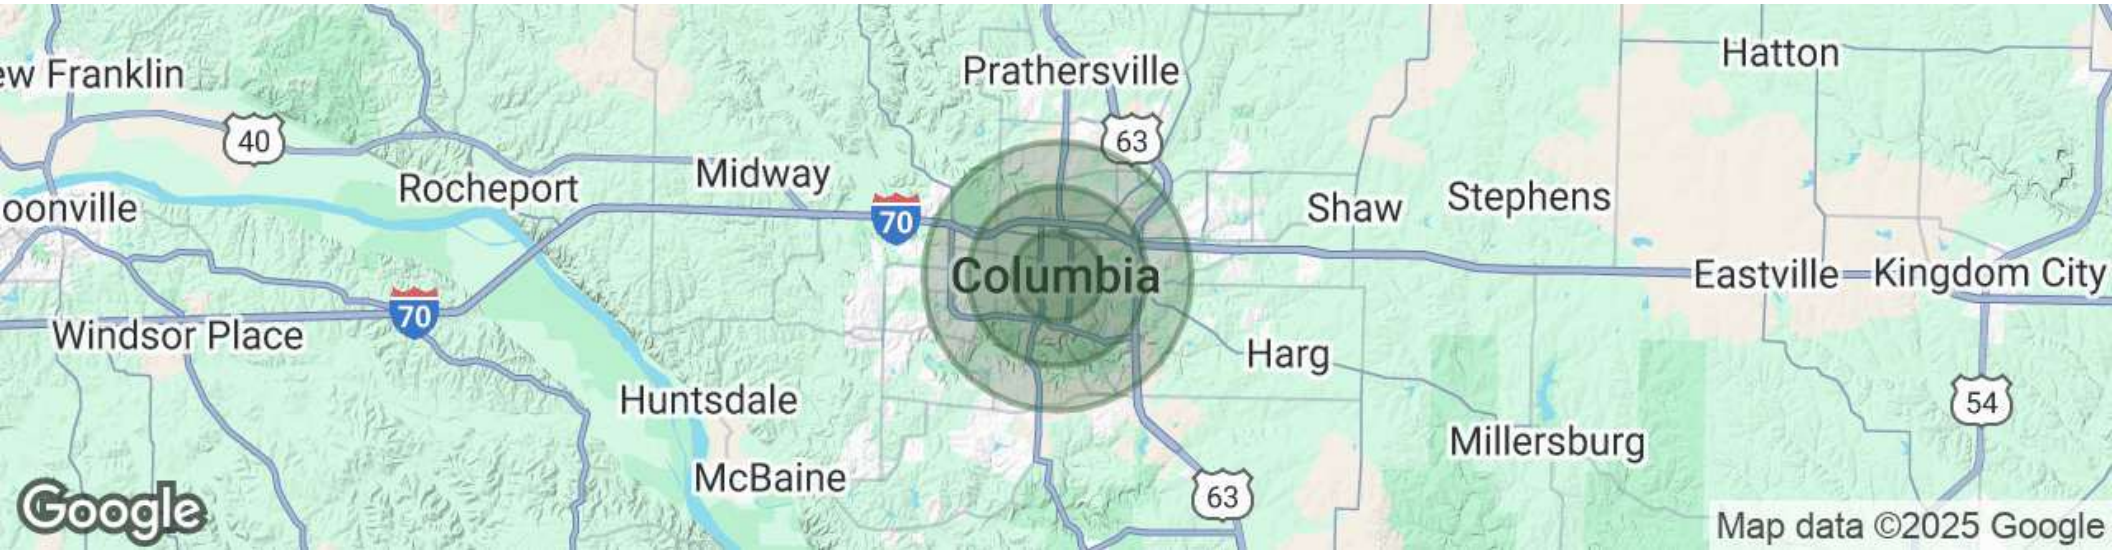 Hatton
ew Franklin
Prathersville
40
63
Midway
Rocheport
Stephens
Shaw
oonville
70
Columbia
Eastville
Kingdom City
70
Windsor Place
Harg
Huntsdale
54
Millersburg
McBaine
63
Google
Map data ©2025 Google